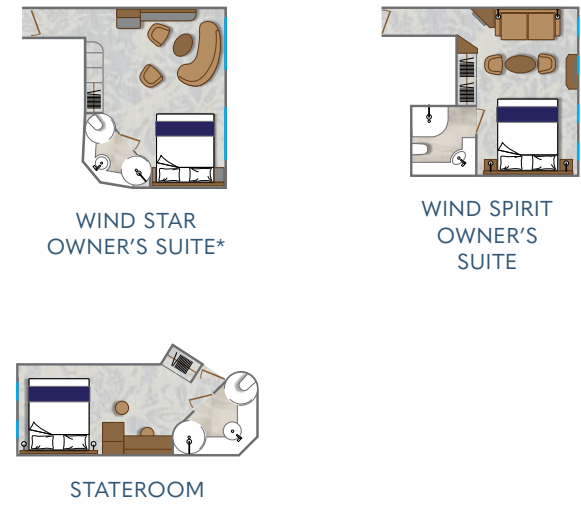 WIND STAR
OWNER'S SUITE*
WIND SPIRIT
OWNER'S
SUITE
STATEROOM